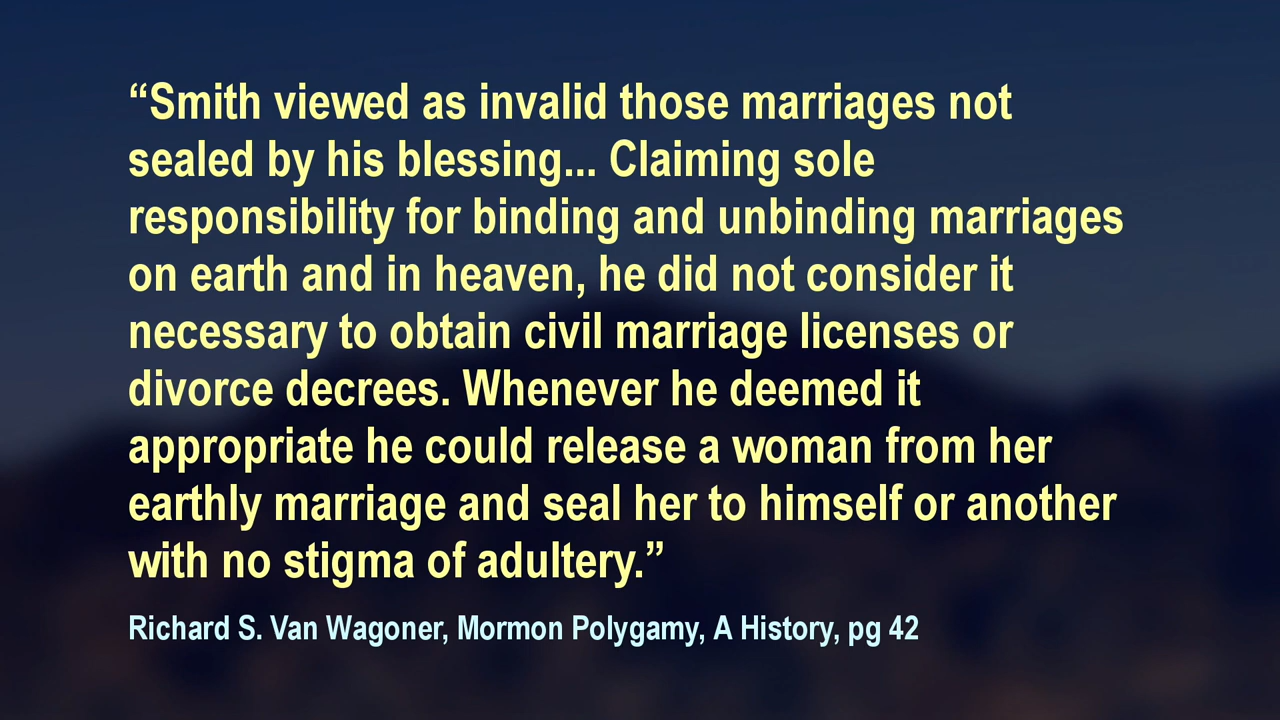 “Smith viewed as invalid those marriages not
sealed by his blessing... Claiming sole
responsibility for binding and unbinding marriages
on earth and in heaven, he did not consider it
necessary to obtain civil marriage licenses or
divorce decrees. Whenever he deemed it
appropriate he could release a woman from her
earthly marriage and seal her to himself or another
with no stigma of adultery.”
Richard S. Van Wagoner, Mormon Polygamy, A History, pg 42